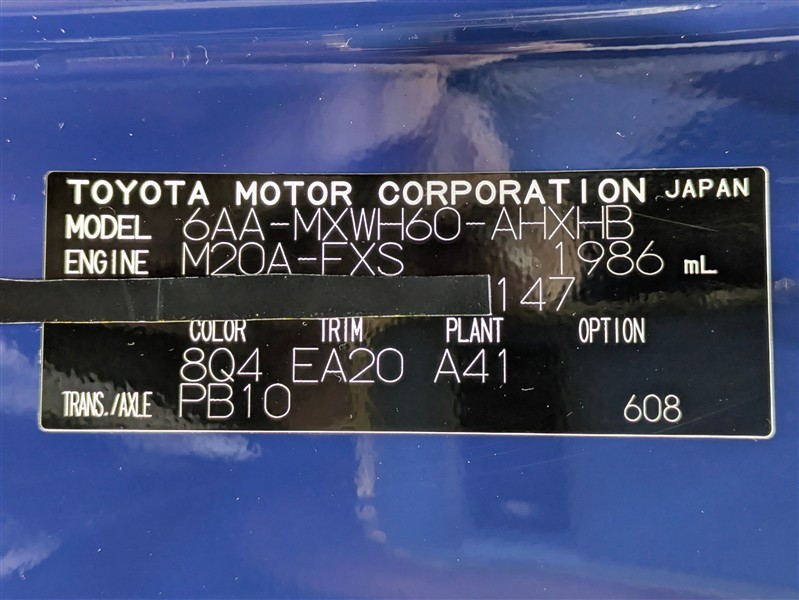 TOYOTA MOTOR CORPORATION JAPAN
MODEL 6AA-MXWH60-AHXHB
ENGINE M20A-FXS 1986 mL
147
COLOR TRIM PLANT OPTION
8Q4 EA20 A41
TRANS./AXLE PB10 608